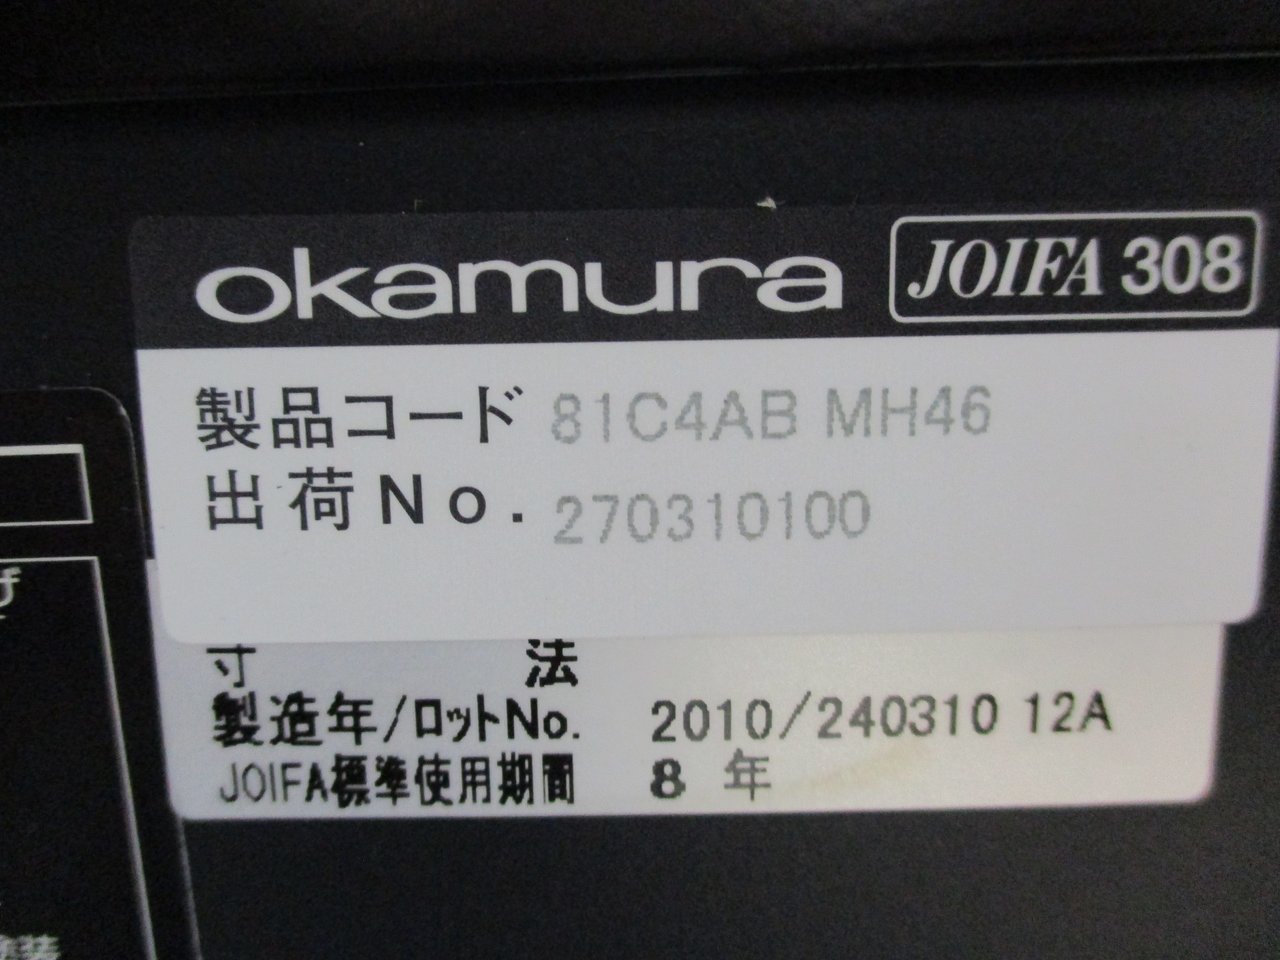 okamura JOIFA 308
製品コード 81C4AB MH46
出荷No. 270310100
寸 法
製造年/ロットNo. 2010/240310 12A
JOIFA標準使用期間 8 年